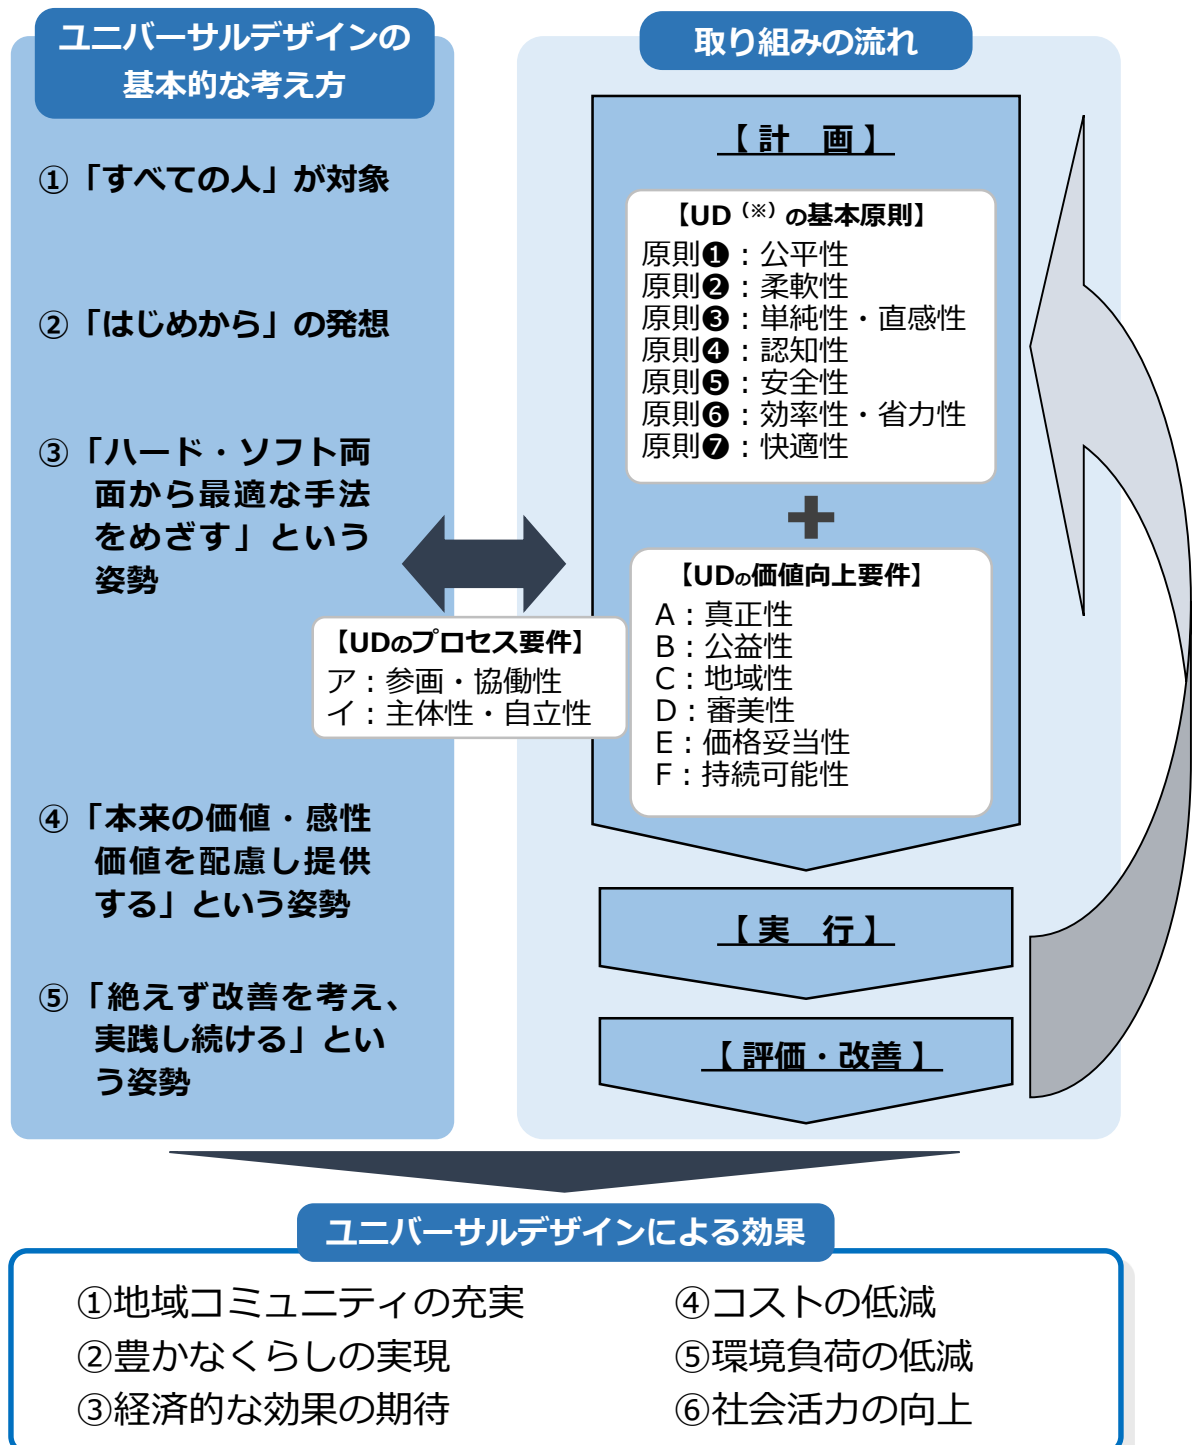 ユニバーサルデザインの
基本的な考え方
①「すべての人」が対象
②「はじめから」の発想
③「ハード・ソフト両
面から最適な手法
をめざす」という
姿勢
④「本来の価値・感性
価値を配慮し提供
する」という姿勢
⑤「絶えず改善を考え、
実践し続ける」とい
う姿勢
取り組みの流れ
【 計　画 】
【UD（※）の基本原則】
原則❶：公平性
原則❷：柔軟性
原則❸：単純性・直感性
原則❹：認知性
原則❺：安全性
原則❻：効率性・省力性
原則❼：快適性
【UDの価値向上要件】
A：真正性
B：公益性
C：地域性
D：審美性
E：価格妥当性
F：持続可能性
【UDのプロセス要件】
ア：参画・協働性
イ：主体性・自立性
【 実　行 】
【 評価・改善 】
ユニバーサルデザインによる効果
①地域コミュニティの充実
②豊かなくらしの実現
③経済的な効果の期待
④コストの低減
⑤環境負荷の低減
⑥社会活力の向上